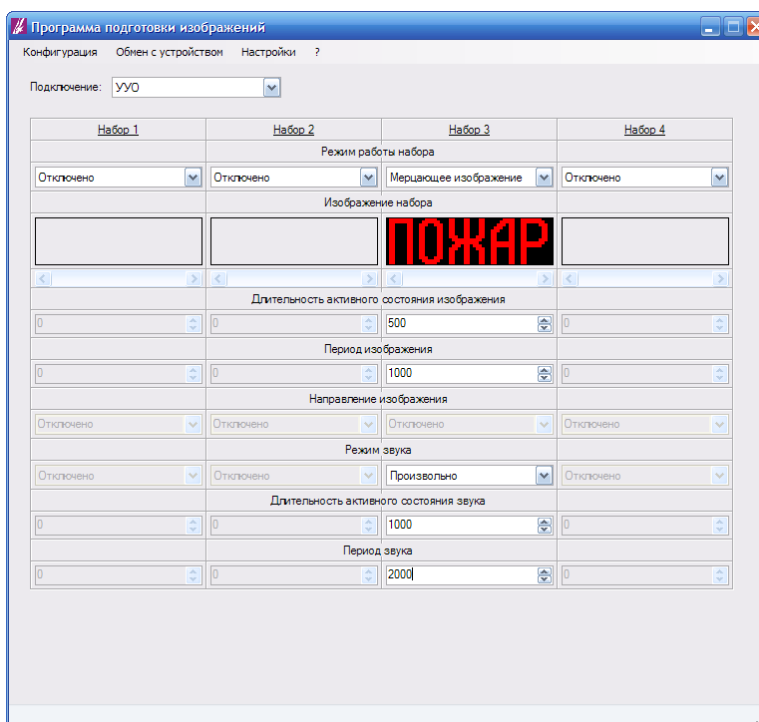 Программа подготовки изображений
Конфигурация Обмен с устройством Настройки ?
Подключение: УУО
Набор 1 Набор 2 Набор 3 Набор 4
Режим работы набора
Отключено Отключено Мерцающее изображение Отключено
Изображение набора
ПОЖАР
Длительность активного состояния изображения
0 0 500 0
Период изображения
0 0 1000 0
Направление изображения
Отключено Отключено Отключено Отключено
Режим звука
Отключено Отключено Произвольно Отключено
Длительность активного состояния звука
0 0 1000 0
Период звука
0 0 2000 0